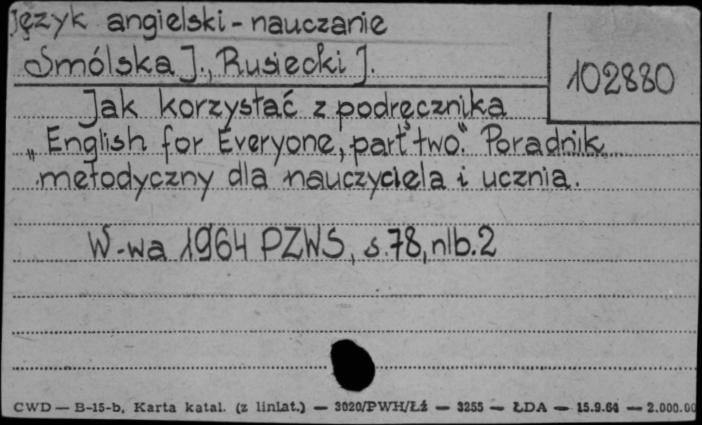 Język angielski - nauczanie
Smólska J., Rusiecki J.
102880
Jak korzystać z podręcznika
„English for Everyone, part two." Poradnik
metodyczny dla nauczyciela i ucznia.
W-wa 1964 PZWS, s. 78, nlb. 2
CWD — B-15-b, Karta katal. (z liniat.) — 3020/PWH/Łź — 3255 — ŁDA — 15.9.64 — 2.000.00